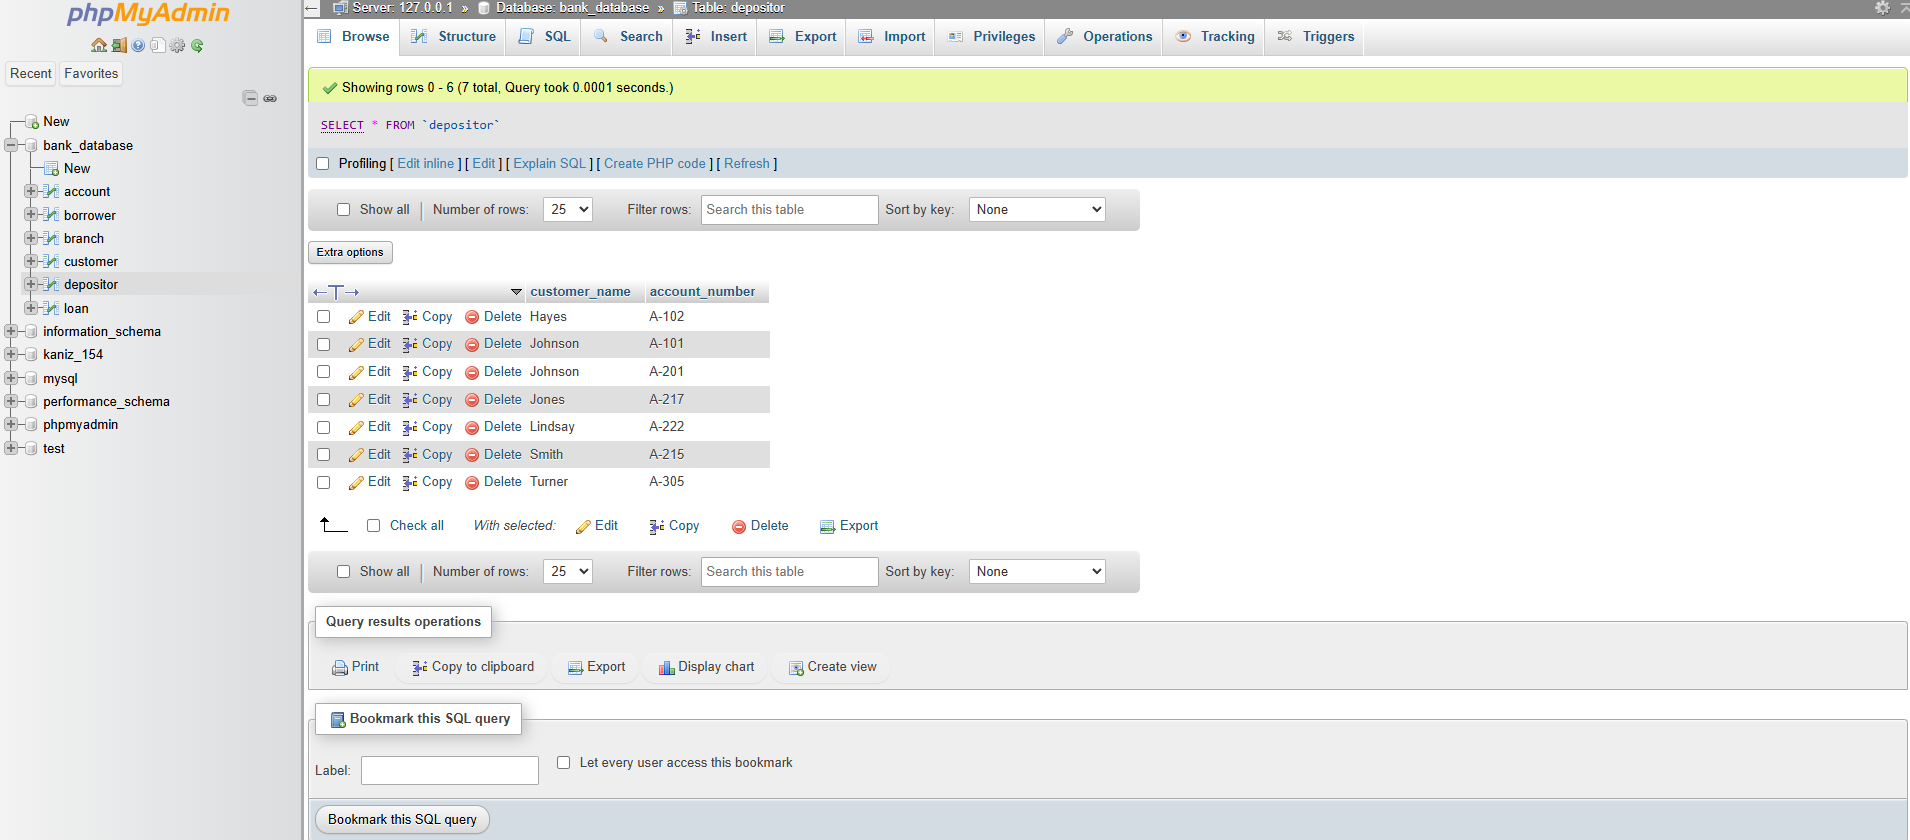 phpMyAdmin
Recent Favorites
New
bank_database
New
account
borrower
branch
customer
depositor
loan
information_schema
kaniz_154
mysql
performance_schema
phpmyadmin
test
Server: 127.0.0.1 » Database: bank_database » Table: depositor
Browse Structure SQL Search Insert Export Import Privileges Operations Tracking Triggers
Showing rows 0 - 6 (7 total, Query took 0.0001 seconds.)
SELECT * FROM `depositor`
Profiling [ Edit inline ] [ Edit ] [ Explain SQL ] [ Create PHP code ] [ Refresh ]
Show all | Number of rows: 25 Filter rows: Search this table Sort by key: None
Extra options
customer_name account_number
Edit Copy Delete Hayes A-102
Edit Copy Delete Johnson A-101
Edit Copy Delete Johnson A-201
Edit Copy Delete Jones A-217
Edit Copy Delete Lindsay A-222
Edit Copy Delete Smith A-215
Edit Copy Delete Turner A-305
Check all With selected: Edit Copy Delete Export
Show all | Number of rows: 25 Filter rows: Search this table Sort by key: None
Query results operations
Print Copy to clipboard Export Display chart Create view
Bookmark this SQL query
Label: Let every user access this bookmark
Bookmark this SQL query